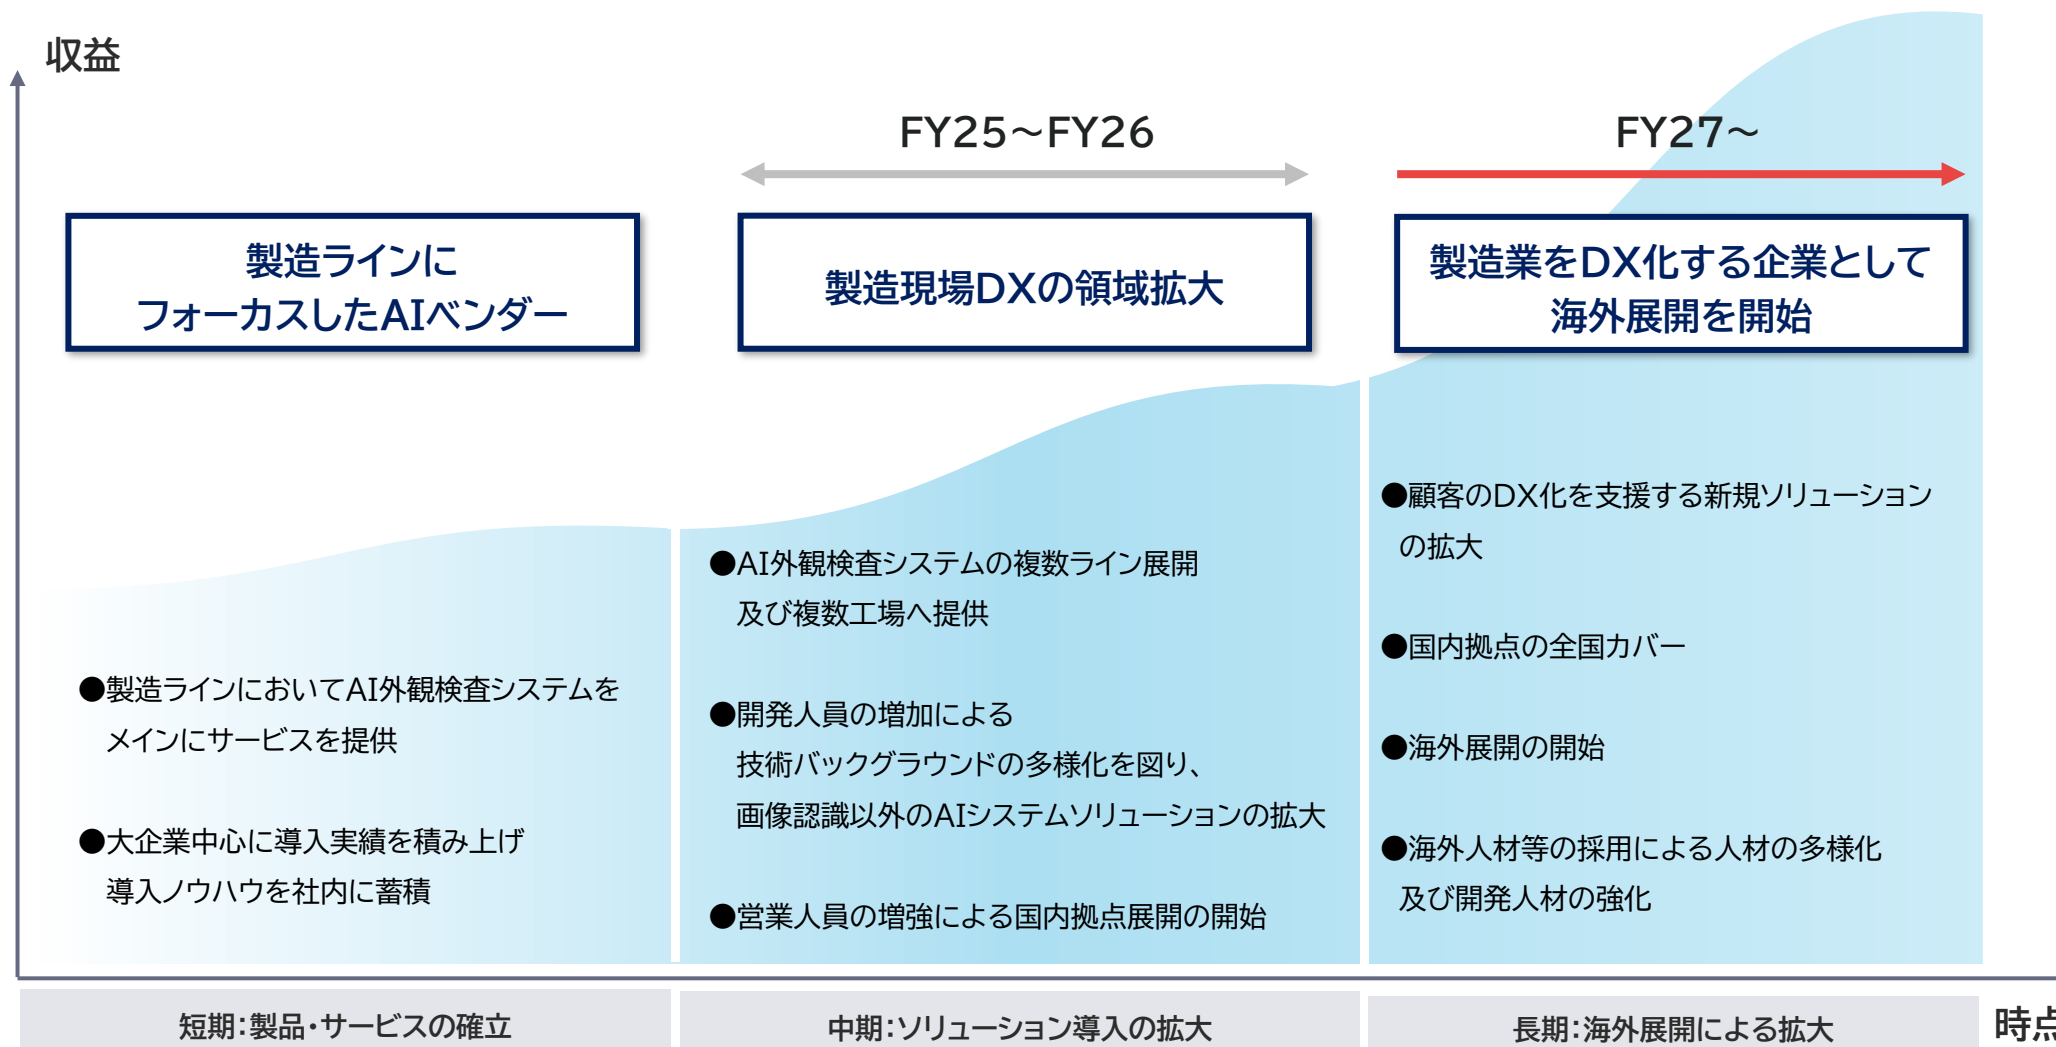 収益
FY25～FY26
FY27～
製造ラインに
フォーカスしたAIベンダー
製造現場DXの領域拡大
製造業をDX化する企業として
海外展開を開始
●製造ラインにおいてAI外観検査システムを
メインにサービスを提供
●大企業中心に導入実績を積み上げ
導入ノウハウを社内に蓄積
●AI外観検査システムの複数ライン展開
及び複数工場へ提供
●開発人員の増加による
技術バックグラウンドの多様化を図り、
画像認識以外のAIシステムソリューションの拡大
●営業人員の増強による国内拠点展開の開始
●顧客のDX化を支援する新規ソリューション
の拡大
●国内拠点の全国カバー
●海外展開の開始
●海外人材等の採用による人材の多様化
及び開発人材の強化
短期：製品・サービスの確立
中期：ソリューション導入の拡大
長期：海外展開による拡大
時点